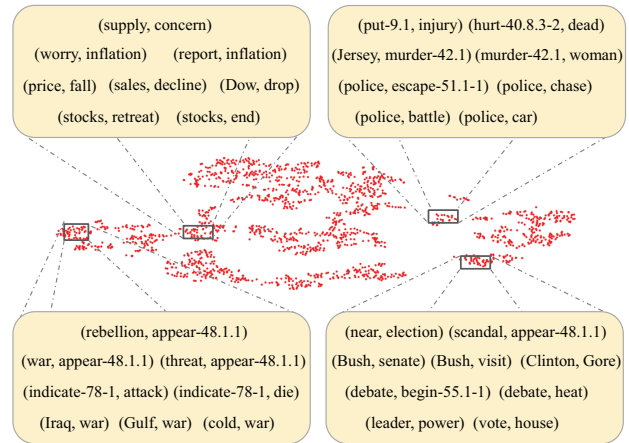 (supply, concern)
(worry, inflation) (report, inflation)
(price, fall) (sales, decline) (Dow, drop)
(stocks, retreat) (stocks, end)
(put-9.1, injury) (hurt-40.8.3-2, dead)
(Jersey, murder-42.1) (murder-42.1, woman)
(police, escape-51.1-1) (police, chase)
(police, battle) (police, car)
(rebellion, appear-48.1.1)
(war, appear-48.1.1) (threat, appear-48.1.1)
(indicate-78-1, attack) (indicate-78-1, die)
(Iraq, war) (Gulf, war) (cold, war)
(near, election) (scandal, appear-48.1.1)
(Bush, senate) (Bush, visit) (Clinton, Gore)
(debate, begin-55.1-1) (debate, heat)
(leader, power) (vote, house)